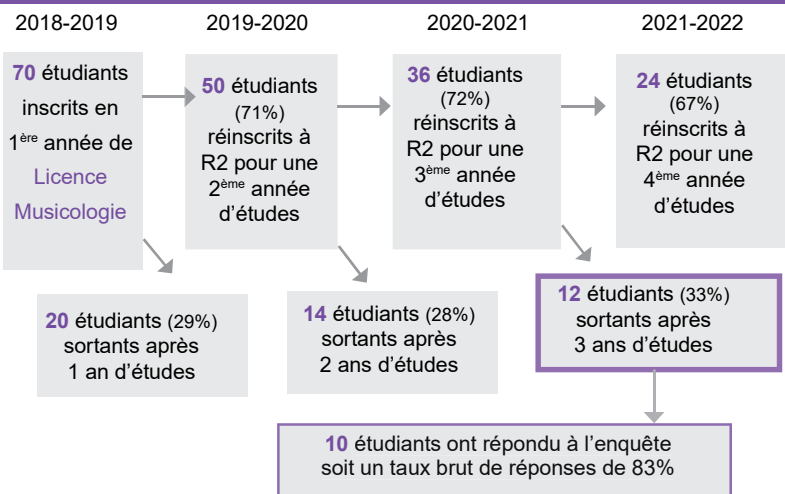 2018-2019
2019-2020
2020-2021
2021-2022
70 étudiants
inscrits en
1ère année de
Licence
Musicologie
50 étudiants
(71%)
réinscrits à
R2 pour une
2ème année
d’études
36 étudiants
(72%)
réinscrits à
R2 pour une
3ème année
d’études
24 étudiants
(67%)
réinscrits à
R2 pour une
4ème année
d’études
20 étudiants (29%)
sortants après
1 an d’études
14 étudiants (28%)
sortants après
2 ans d’études
12 étudiants (33%)
sortants après
3 ans d’études
10 étudiants ont répondu à l’enquête
soit un taux brut de réponses de 83%